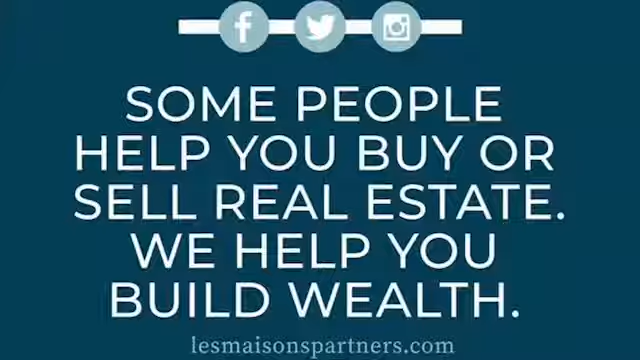 SOME PEOPLE
HELP YOU BUY OR
SELL REAL ESTATE.
WE HELP YOU
BUILD WEALTH.
lesmaisonspartners.com